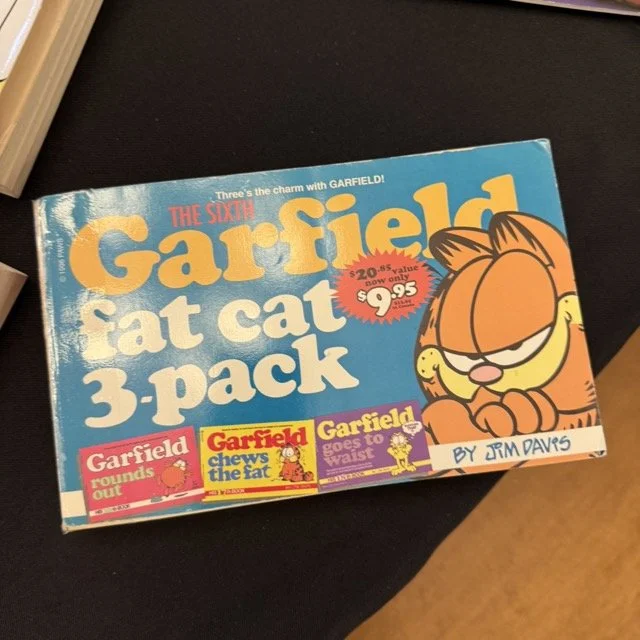 Three's the charm with GARFIELD!
THE SIXTH
Garfield
fat cat
3-pack
$20.85 value
now only
$9.95
Garfield
rounds
out
Garfield
chews
the fat
Garfield
goes to
waist
BY JIM DAVIS